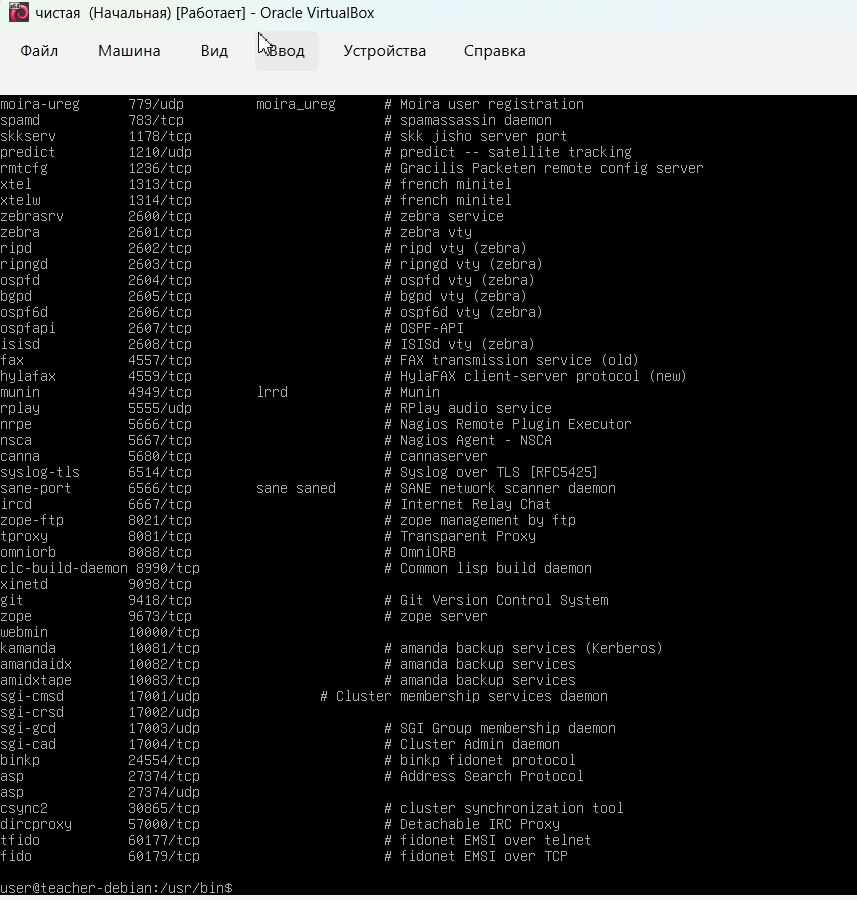 чистая (Начальная) [Работает] - Oracle VirtualBox
Файл Машина Вид Ввод Устройства Справка
moira-ureg 779/udp moira_ureg # Moira user registration
spamd 783/tcp # spamassassin daemon
skkserv 1178/tcp # skk jisho server port
predict 1210/udp # predict -- satellite tracking
rmtcfg 1236/tcp # Gracilis Packeten remote config server
xtel 1313/tcp # french minitel
xtelw 1314/tcp # french minitel
zebrasrv 2600/tcp # zebra service
zebra 2601/tcp # zebra vty
ripd 2602/tcp # ripd vty (zebra)
ripngd 2603/tcp # ripngd vty (zebra)
ospfd 2604/tcp # ospfd vty (zebra)
bgpd 2605/tcp # bgpd vty (zebra)
ospf6d 2606/tcp # ospf6d vty (zebra)
ospfapi 2607/tcp # OSPF-API
isisd 2608/tcp # ISISd vty (zebra)
fax 4557/tcp # FAX transmission service (old)
hylafax 4559/tcp # HylaFAX client-server protocol (new)
munin 4949/tcp lrrd # Munin
rplay 5555/udp # RPlay audio service
nrpe 5666/tcp # Nagios Remote Plugin Executor
nsca 5667/tcp # Nagios Agent - NSCA
canna 5680/tcp # cannaserver
syslog-tls 6514/tcp # Syslog over TLS [RFC5425]
sane-port 6566/tcp sane saned # SANE network scanner daemon
ircd 6667/tcp # Internet Relay Chat
zope-ftp 8021/tcp # zope management by ftp
tproxy 8081/tcp # Transparent Proxy
omniorb 8088/tcp # OmniORB
clc-build-daemon 8990/tcp # Common lisp build daemon
xinetd 9098/tcp
git 9418/tcp # Git Version Control System
zope 9673/tcp # zope server
webmin 10000/tcp
kamanda 10081/tcp # amanda backup services (Kerberos)
amandaidx 10082/tcp # amanda backup services
amidxtape 10083/tcp # amanda backup services
sgi-cmsd 17001/udp # Cluster membership services daemon
sgi-crsd 17002/udp
sgi-gcd 17003/udp # SGI Group membership daemon
sgi-cad 17004/tcp # Cluster Admin daemon
binkp 24554/tcp # binkp fidonet protocol
asp 27374/tcp # Address Search Protocol
asp 27374/udp
csync2 30865/tcp # cluster synchronization tool
dircproxy 57000/tcp # Detachable IRC Proxy
tfido 60177/tcp # fidonet EMSI over telnet
fido 60179/tcp # fidonet EMSI over TCP
user@teacher-debian:/usr/bin$